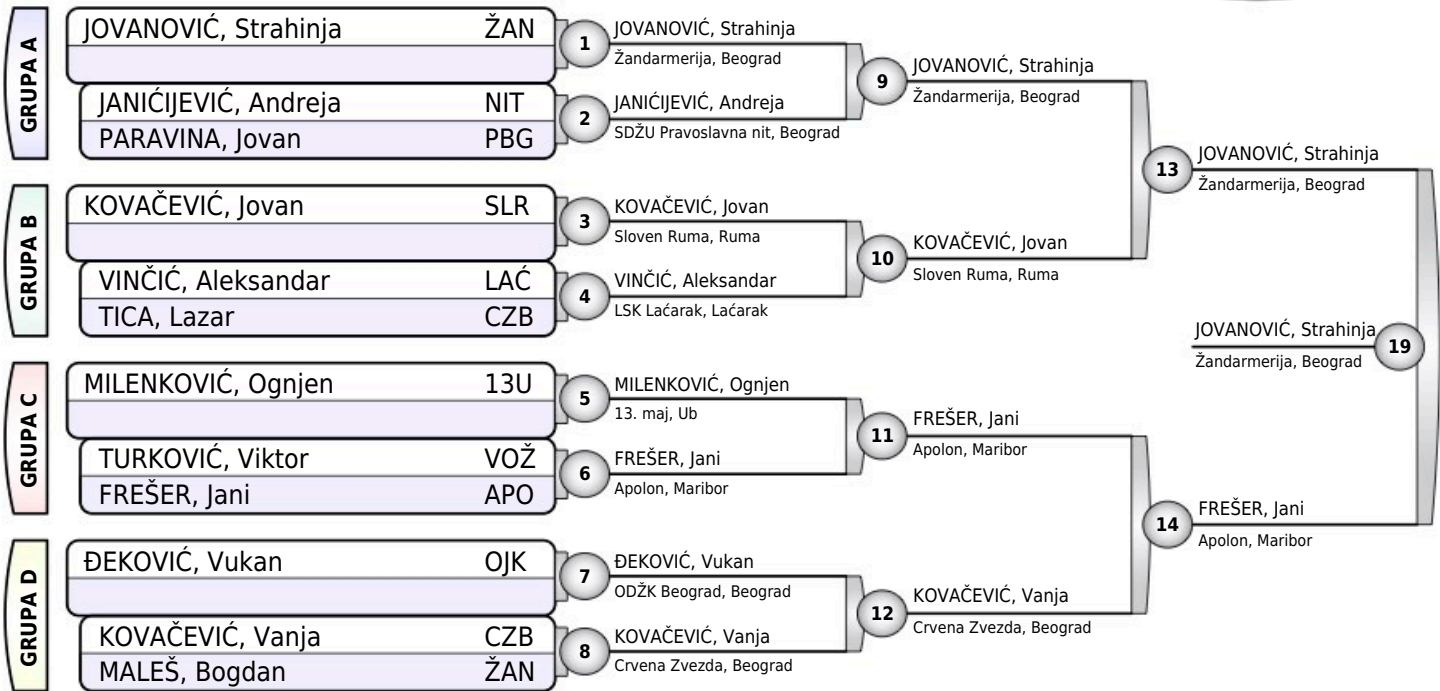 GRUPA A
JOVANOVIĆ, Strahinja ŽAN
JANIĆIJEVIĆ, Andreja NIT
PARAVINA, Jovan PBG
GRUPA B
KOVAČEVIĆ, Jovan SLR
VINČIĆ, Aleksandar LAĆ
TICA, Lazar CZB
GRUPA C
MILENKOVIĆ, Ognjen 13U
TURKOVIĆ, Viktor VOŽ
FREŠER, Jani APO
GRUPA D
ĐEKOVIĆ, Vukan OJK
KOVAČEVIĆ, Vanja CZB
MALEŠ, Bogdan ŽAN
1
JOVANOVIĆ, Strahinja
Žandarmerija, Beograd
2
JANIĆIJEVIĆ, Andreja
SDŽU Pravoslavna nit, Beograd
3
KOVAČEVIĆ, Jovan
Sloven Ruma, Ruma
4
VINČIĆ, Aleksandar
LSK Laćarak, Laćarak
5
MILENKOVIĆ, Ognjen
13. maj, Ub
6
FREŠER, Jani
Apolon, Maribor
7
ĐEKOVIĆ, Vukan
ODŽK Beograd, Beograd
8
KOVAČEVIĆ, Vanja
Crvena Zvezda, Beograd
9
JOVANOVIĆ, Strahinja
Žandarmerija, Beograd
10
KOVAČEVIĆ, Jovan
Sloven Ruma, Ruma
11
FREŠER, Jani
Apolon, Maribor
12
KOVAČEVIĆ, Vanja
Crvena Zvezda, Beograd
13
JOVANOVIĆ, Strahinja
Žandarmerija, Beograd
14
FREŠER, Jani
Apolon, Maribor
JOVANOVIĆ, Strahinja
Žandarmerija, Beograd
19